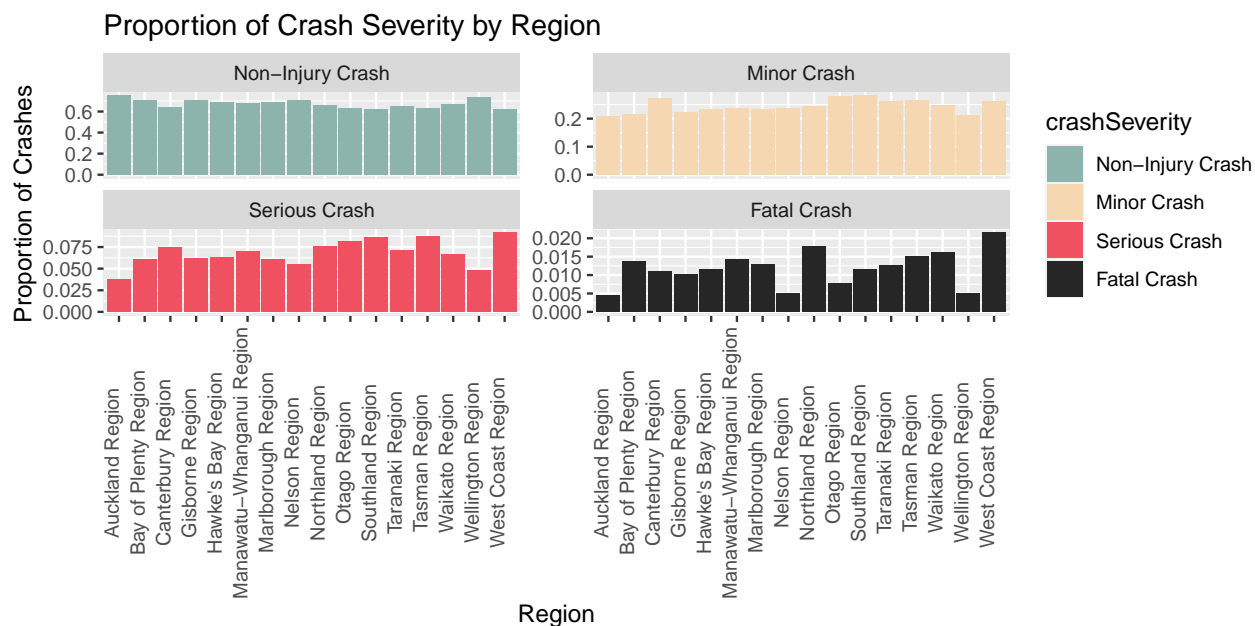 Proportion of Crash Severity by Region
Non−Injury Crash
Minor Crash
Proportion of Crashes
0.6
0.4
0.2
0.0
0.2
0.1
0.0
Serious Crash
Fatal Crash
0.075
0.050
0.025
0.000
0.020
0.015
0.010
0.005
0.000
Auckland Region
Bay of Plenty Region
Canterbury Region
Gisborne Region
Hawke's Bay Region
Manawatu−Whanganui Region
Marlborough Region
Nelson Region
Northland Region
Otago Region
Southland Region
Taranaki Region
Tasman Region
Waikato Region
Wellington Region
West Coast Region
Auckland Region
Bay of Plenty Region
Canterbury Region
Gisborne Region
Hawke's Bay Region
Manawatu−Whanganui Region
Marlborough Region
Nelson Region
Northland Region
Otago Region
Southland Region
Taranaki Region
Tasman Region
Waikato Region
Wellington Region
West Coast Region
Region
crashSeverity
Non−Injury Crash
Minor Crash
Serious Crash
Fatal Crash